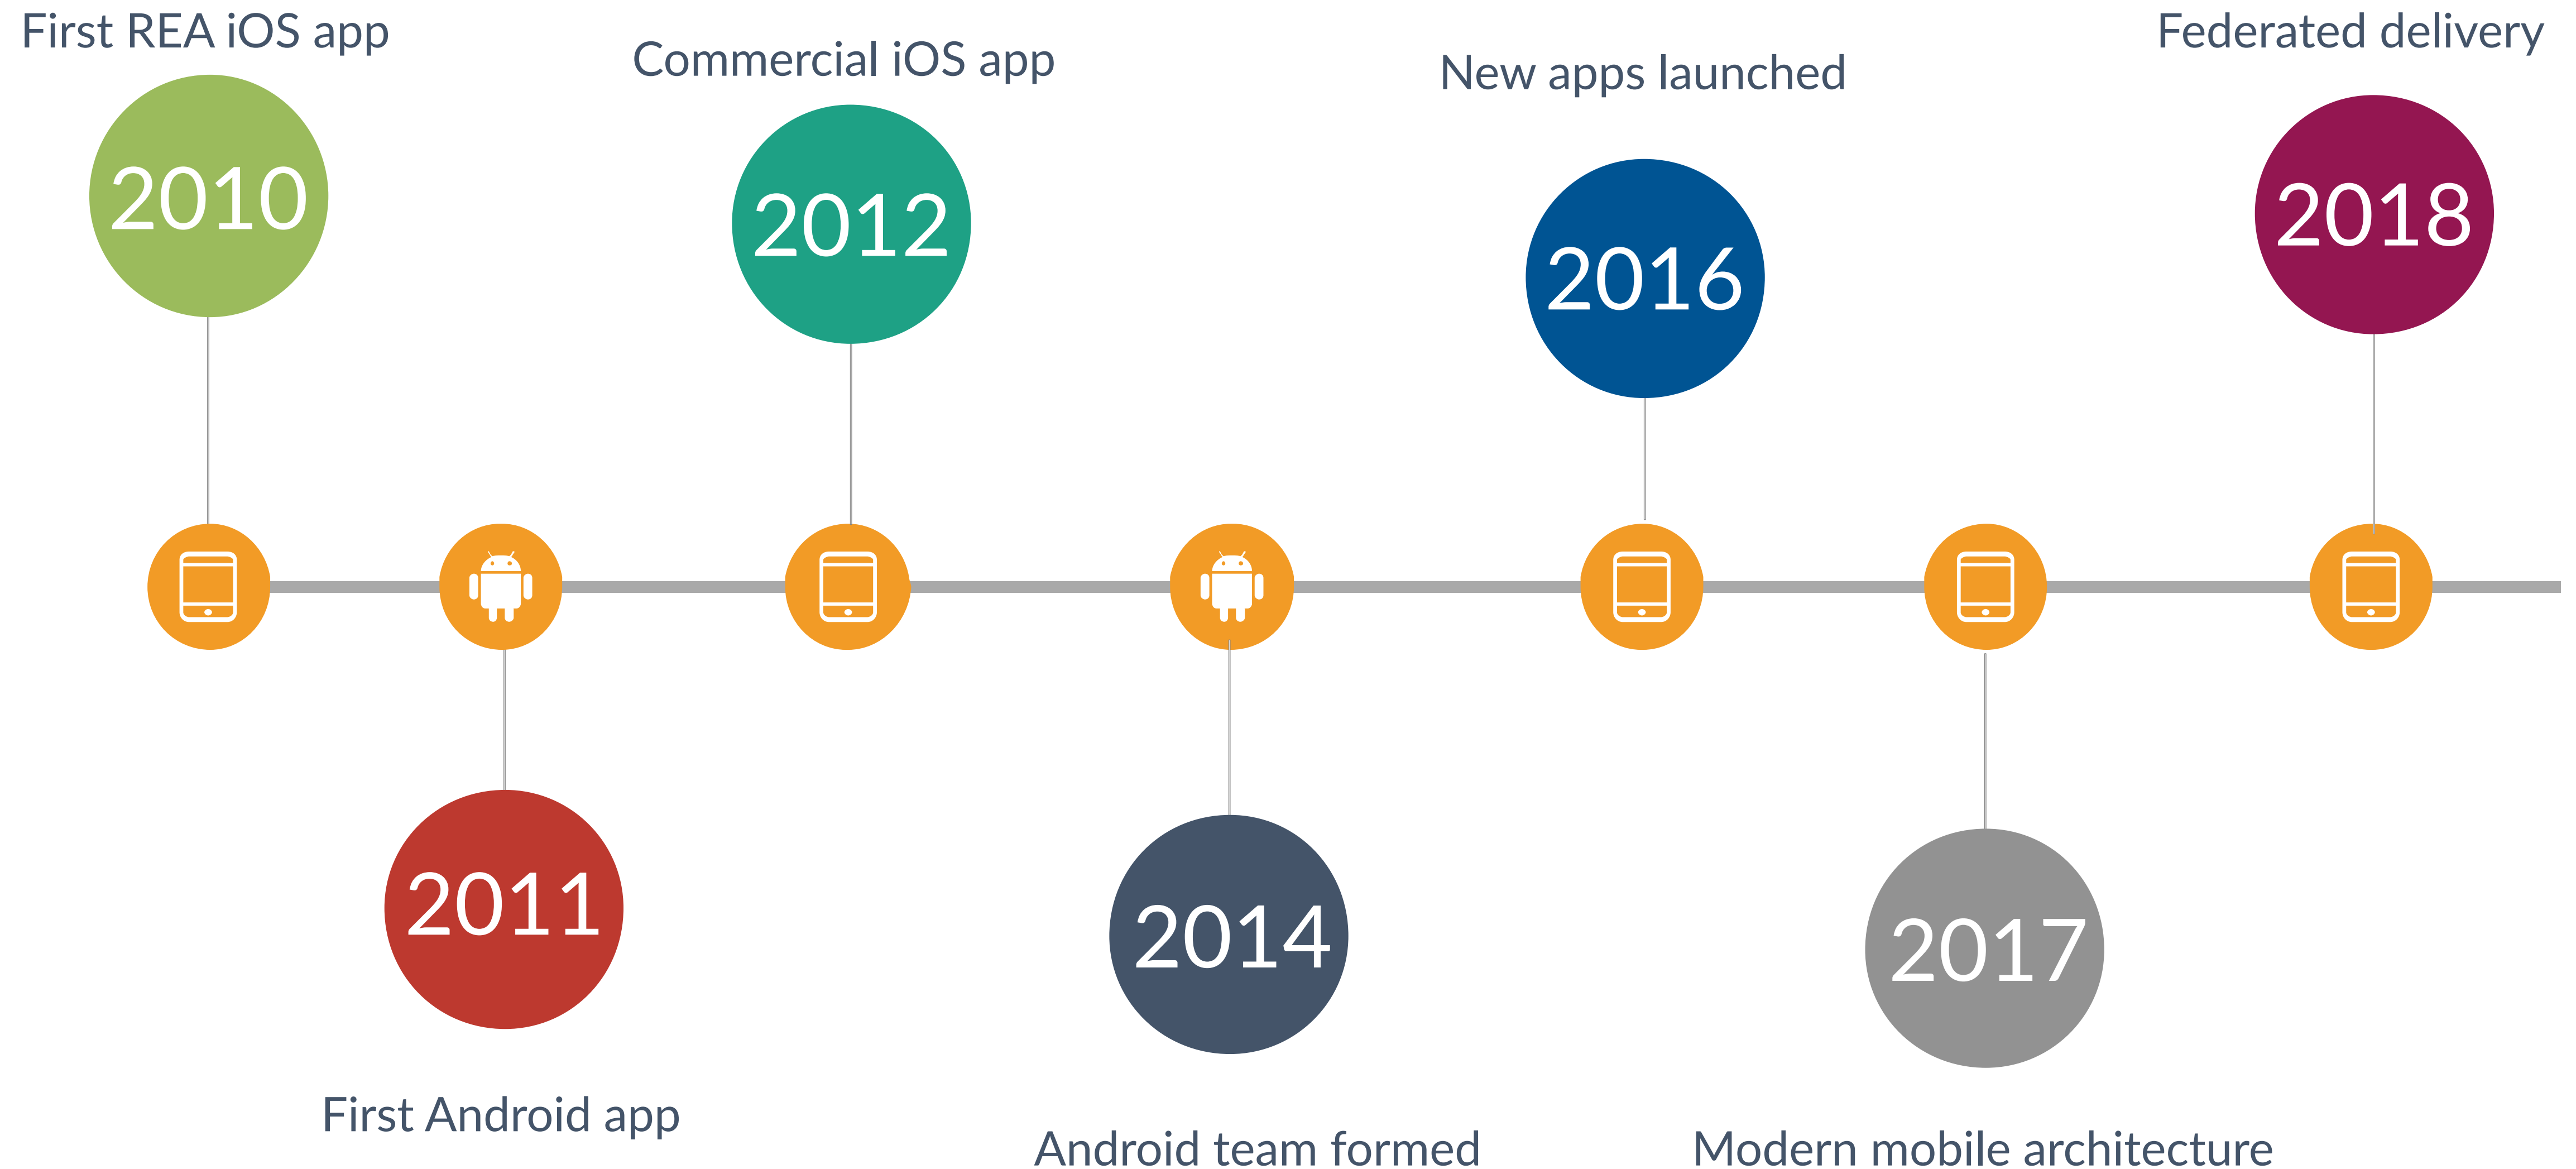 First REA iOS app
2010
2011
First Android app
Commercial iOS app
2012
2014
Android team formed
New apps launched
2016
2017
Modern mobile architecture
Federated delivery
2018